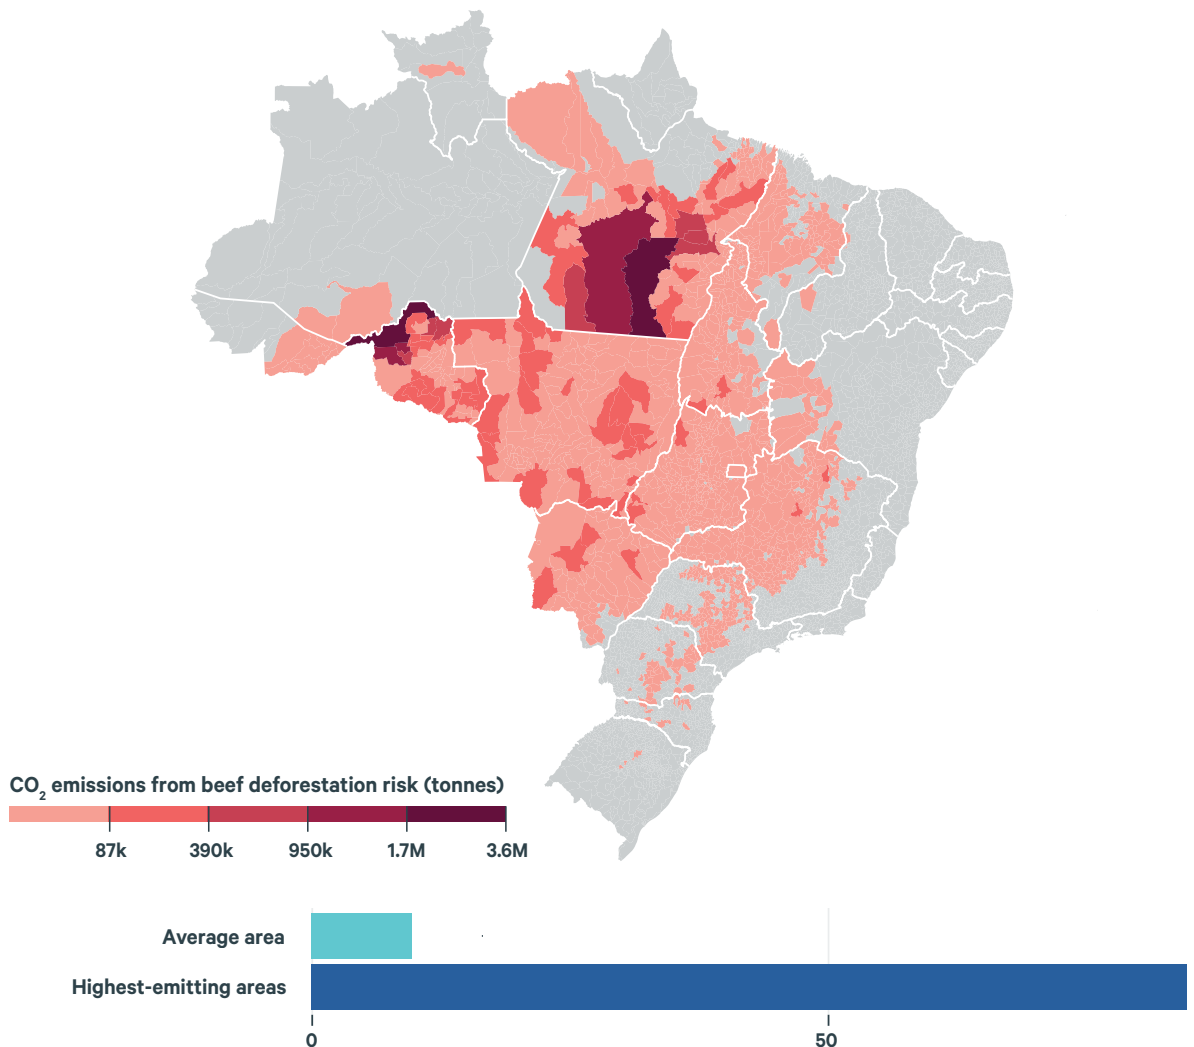 CO₂ emissions from beef deforestation risk (tonnes)
87k 390k 950k 1.7M 3.6M
Average area
Highest-emitting areas
0 50